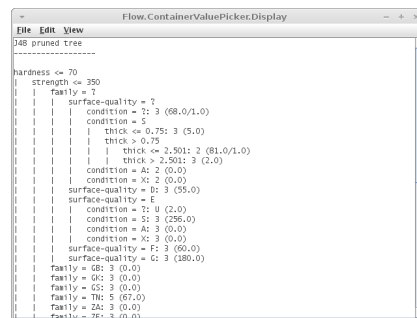 Flow.ContainerValuePicker.Display
File Edit View
J48 pruned tree
------------------
hardness <= 70
|   strength <= 350
|   |   family = ?
|   |   |   surface-quality = ?
|   |   |   |   condition = ?: 3 (68.0/1.0)
|   |   |   |   condition = S
|   |   |   |   |   thick <= 0.75: 3 (5.0)
|   |   |   |   |   thick > 0.75
|   |   |   |   |   |   thick <= 2.501: 2 (81.0/1.0)
|   |   |   |   |   |   thick > 2.501: 3 (2.0)
|   |   |   |   condition = A: 2 (0.0)
|   |   |   |   condition = X: 2 (0.0)
|   |   |   surface-quality = D: 3 (55.0)
|   |   |   surface-quality = E
|   |   |   |   condition = ?: U (2.0)
|   |   |   |   condition = S: 3 (256.0)
|   |   |   |   condition = A: 3 (0.0)
|   |   |   |   condition = X: 3 (0.0)
|   |   |   surface-quality = F: 3 (60.0)
|   |   |   surface-quality = G: 3 (180.0)
|   |   family = GB: 3 (0.0)
|   |   family = GK: 3 (0.0)
|   |   family = GS: 3 (0.0)
|   |   family = TN: 5 (67.0)
|   |   family = ZA: 3 (0.0)
|   |   family = ZF: 3 (0.0)